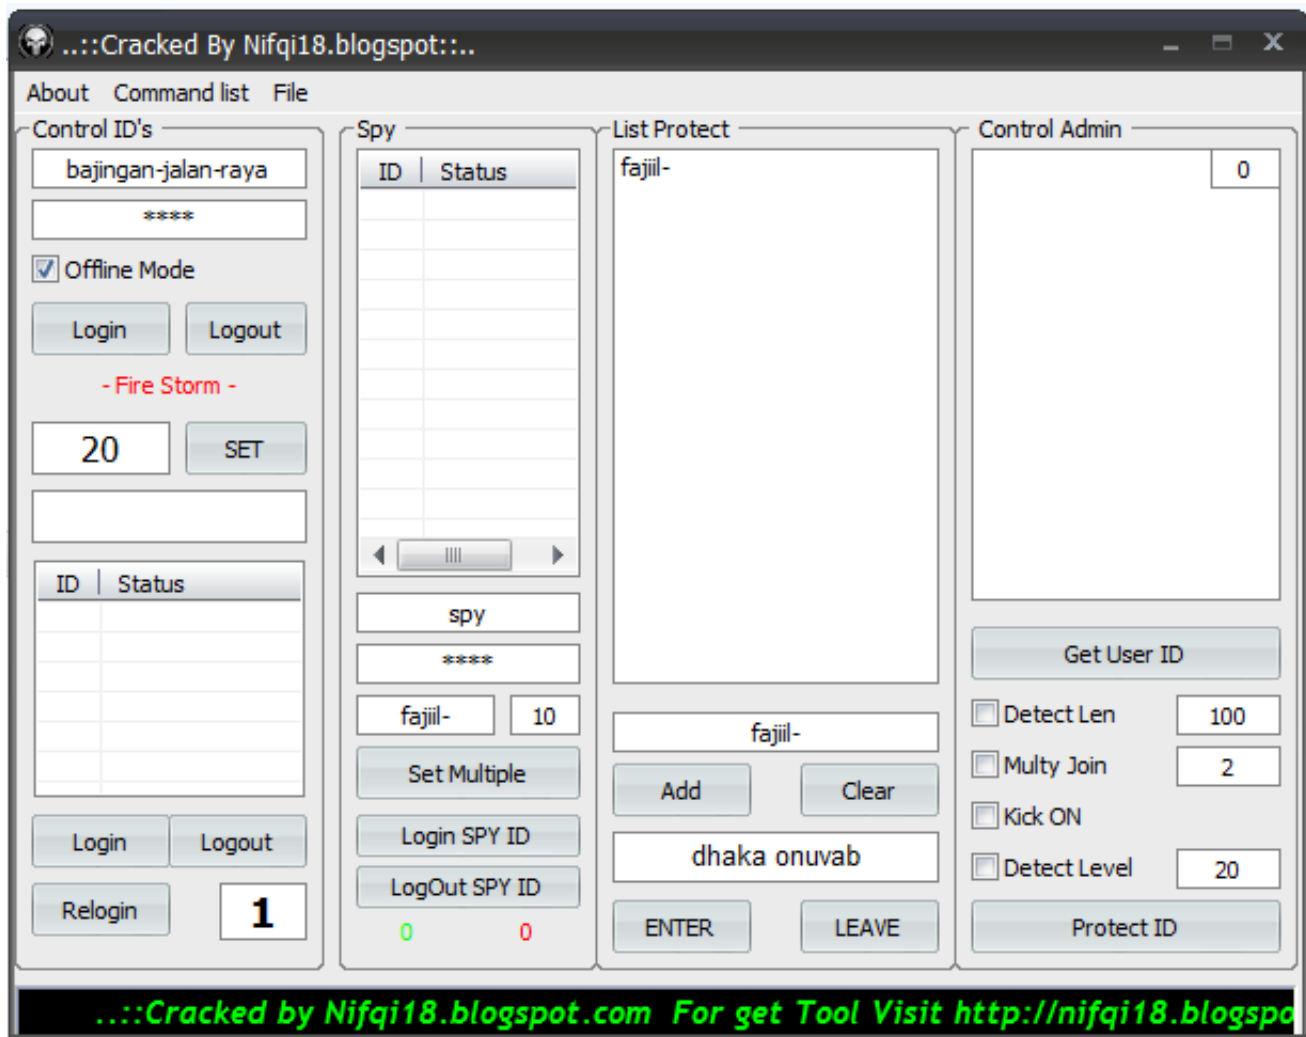 ..::Cracked By Nifqi18.blogspot::..
About Command list File
Control ID's
bajingan-jalan-raya
****
Offline Mode
Login Logout
- Fire Storm -
20 SET
ID Status
Login Logout
Relogin 1
Spy
ID Status
spy
****
fajiil- 10
Set Multiple
Login SPY ID
LogOut SPY ID
0 0
List Protect
fajiil-
fajiil-
Add Clear
dhaka onuvab
ENTER LEAVE
Control Admin
0
Get User ID
Detect Len 100
Multy Join 2
Kick ON
Detect Level 20
Protect ID
..::Cracked by Nifqi18.blogspot.com For get Tool Visit http://nifqi18.blogspo